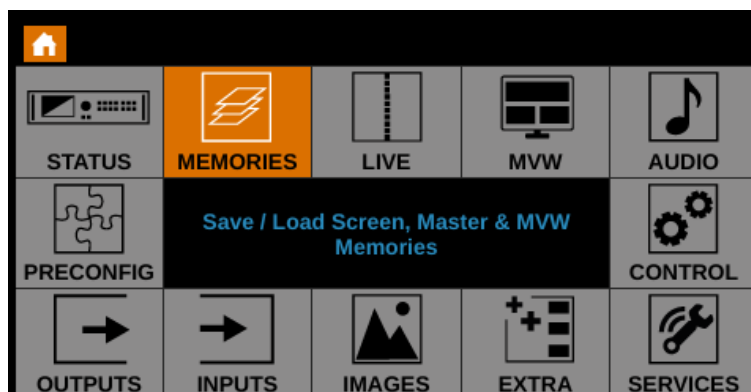 STATUS
MEMORIES
LIVE
MVW
AUDIO
PRECONFIG
Save / Load Screen, Master & MVW
Memories
CONTROL
OUTPUTS
INPUTS
IMAGES
EXTRA
SERVICES